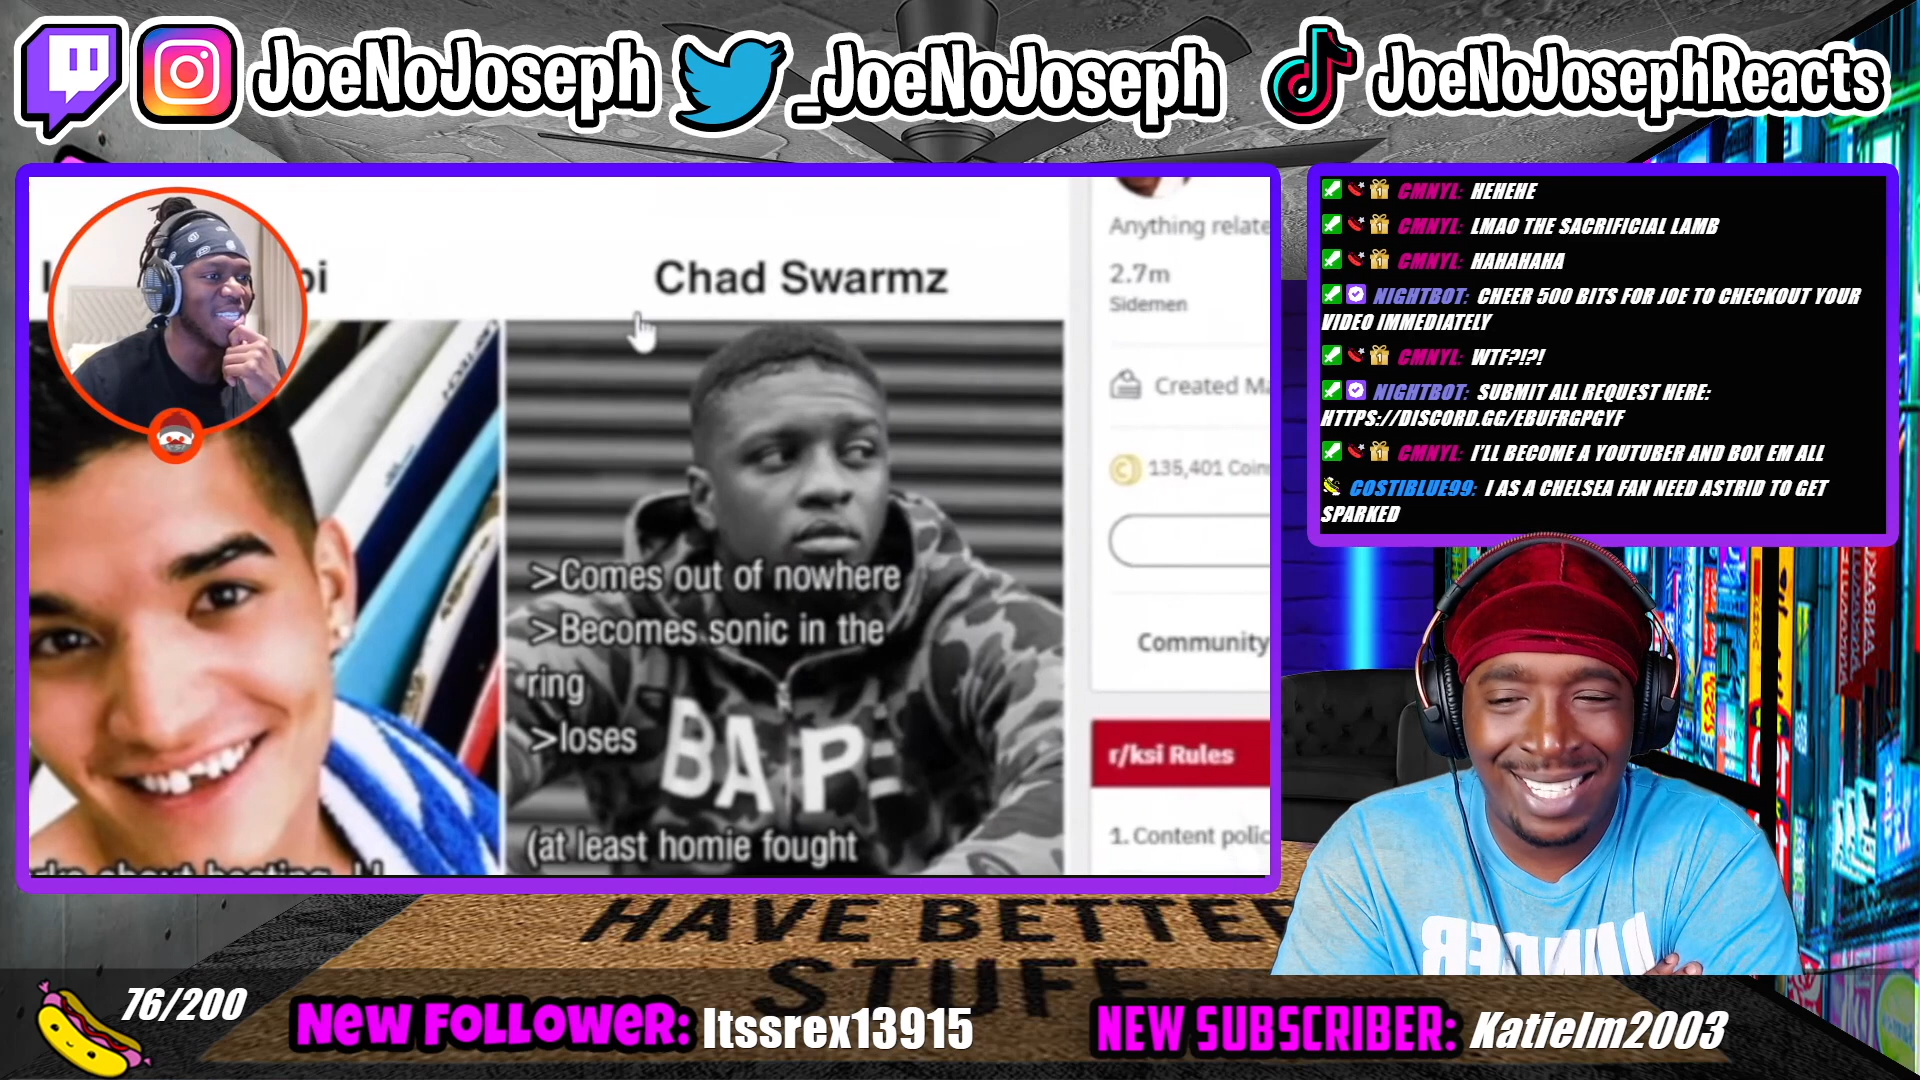 JoeNoJoseph
_JoeNoJoseph
JoeNoJosephReacts
Chad Swarmz
>Comes out of nowhere
>Becomes sonic in the
ring
>loses
BAPE
(at least homie fought
Anything relate
2.7m
Sidemen
Created Ma
135,401 Coin
Community
r/ksi Rules
1. Content polic
CMNYL: HEHEHE
CMNYL: LMAO THE SACRIFICIAL LAMB
CMNYL: HAHAHAHA
NIGHTBOT: CHEER 500 BITS FOR JOE TO CHECKOUT YOUR
VIDEO IMMEDIATELY
CMNYL: WTF?!?!
NIGHTBOT: SUBMIT ALL REQUEST HERE:
HTTPS://DISCORD.GG/EBUFRGPGYF
CMNYL: I'LL BECOME A YOUTUBER AND BOX EM ALL
COSTIBLUE99: I AS A CHELSEA FAN NEED ASTRID TO GET
SPARKED
HAVE BETTER
STUFF
76/200
NEW FOLLOWER: Itssrex13915
NEW SUBSCRIBER: Katielm2003